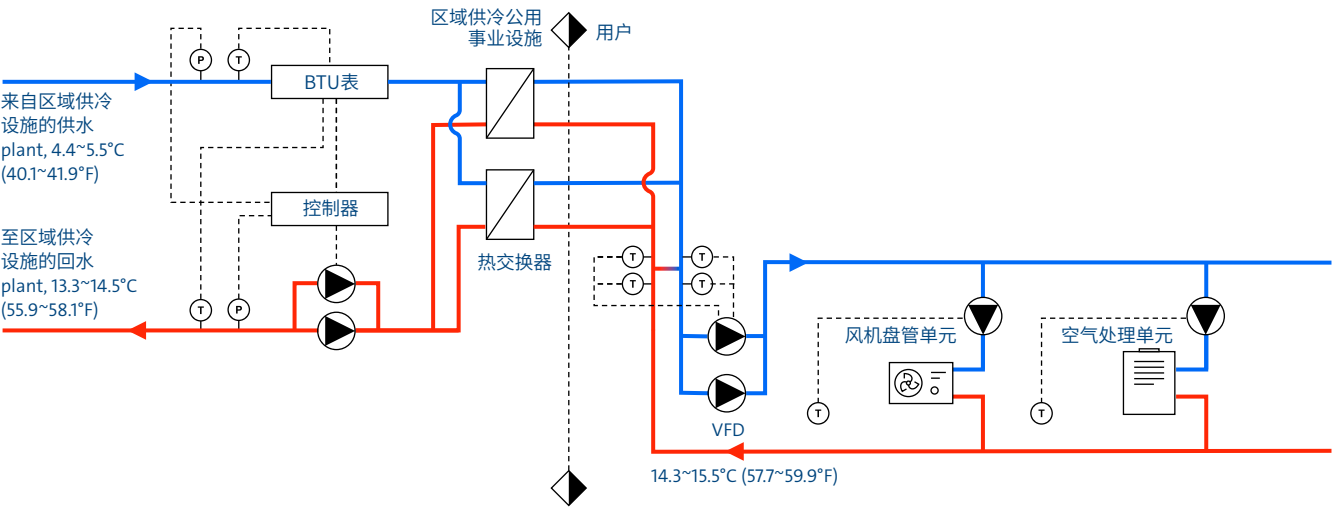 区域供冷公用
事业设施
用户
P
T
BTU表
来自区域供冷
设施的供水
plant, 4.4~5.5°C
(40.1~41.9°F)
控制器
至区域供冷
设施的回水
plant, 13.3~14.5°C
(55.9~58.1°F)
热交换器
T
P
T
T
T
T
风机盘管单元
空气处理单元
T
T
VFD
14.3~15.5°C (57.7~59.9°F)